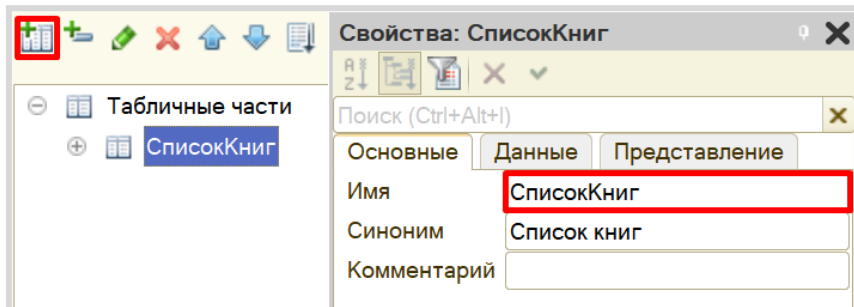 Свойства: СписокКниг
Поиск (Ctrl+Alt+I)
Табличные части
СписокКниг
Основные Данные Представление
Имя СписокКниг
Синоним Список книг
Комментарий